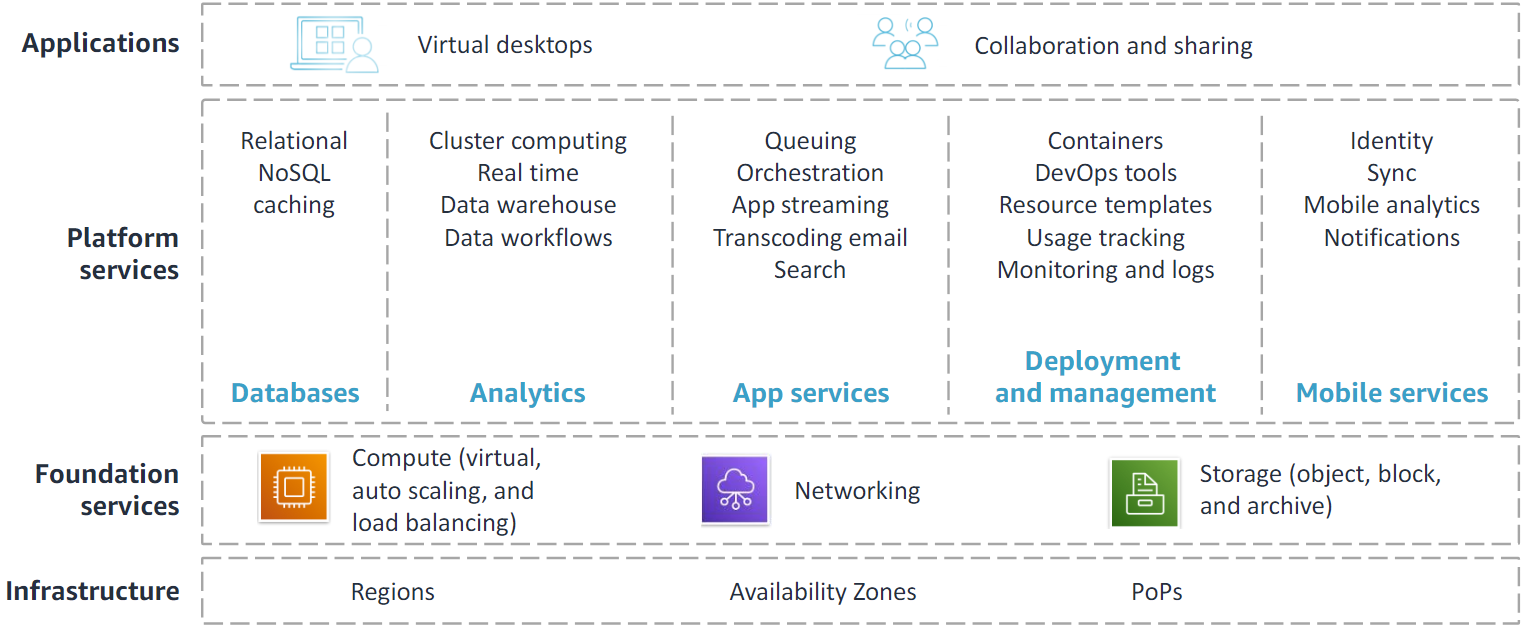 Applications
Virtual desktops
Collaboration and sharing
Platform
services
Relational
NoSQL
caching
Databases
Cluster computing
Real time
Data warehouse
Data workflows
Analytics
Queuing
Orchestration
App streaming
Transcoding email
Search
App services
Containers
DevOps tools
Resource templates
Usage tracking
Monitoring and logs
Deployment
and management
Identity
Sync
Mobile analytics
Notifications
Mobile services
Foundation
services
Compute (virtual,
auto scaling, and
load balancing)
Networking
Storage (object, block,
and archive)
Infrastructure
Regions
Availability Zones
PoPs